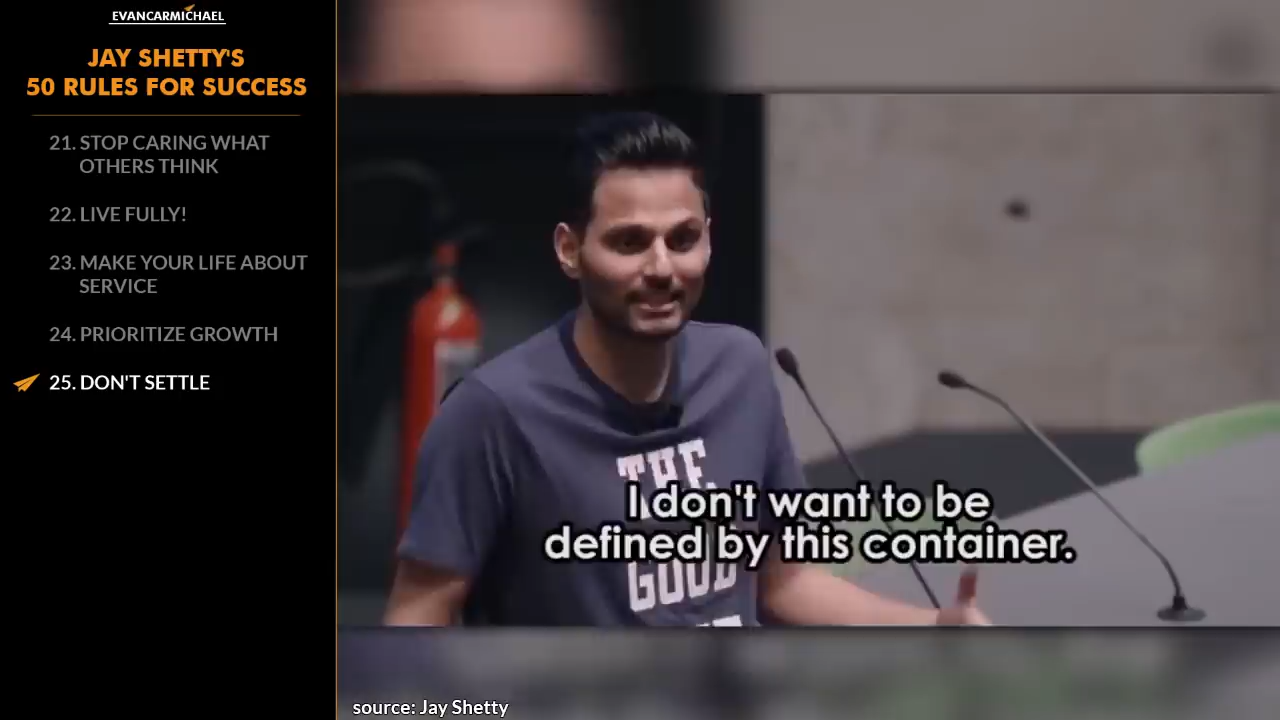 EVANCARMICHAEL
JAY SHETTY'S
50 RULES FOR SUCCESS
21. STOP CARING WHAT
OTHERS THINK
22. LIVE FULLY!
23. MAKE YOUR LIFE ABOUT
SERVICE
24. PRIORITIZE GROWTH
25. DON'T SETTLE
THE
I don't want to be
defined by this container.
GOOD
source: Jay Shetty